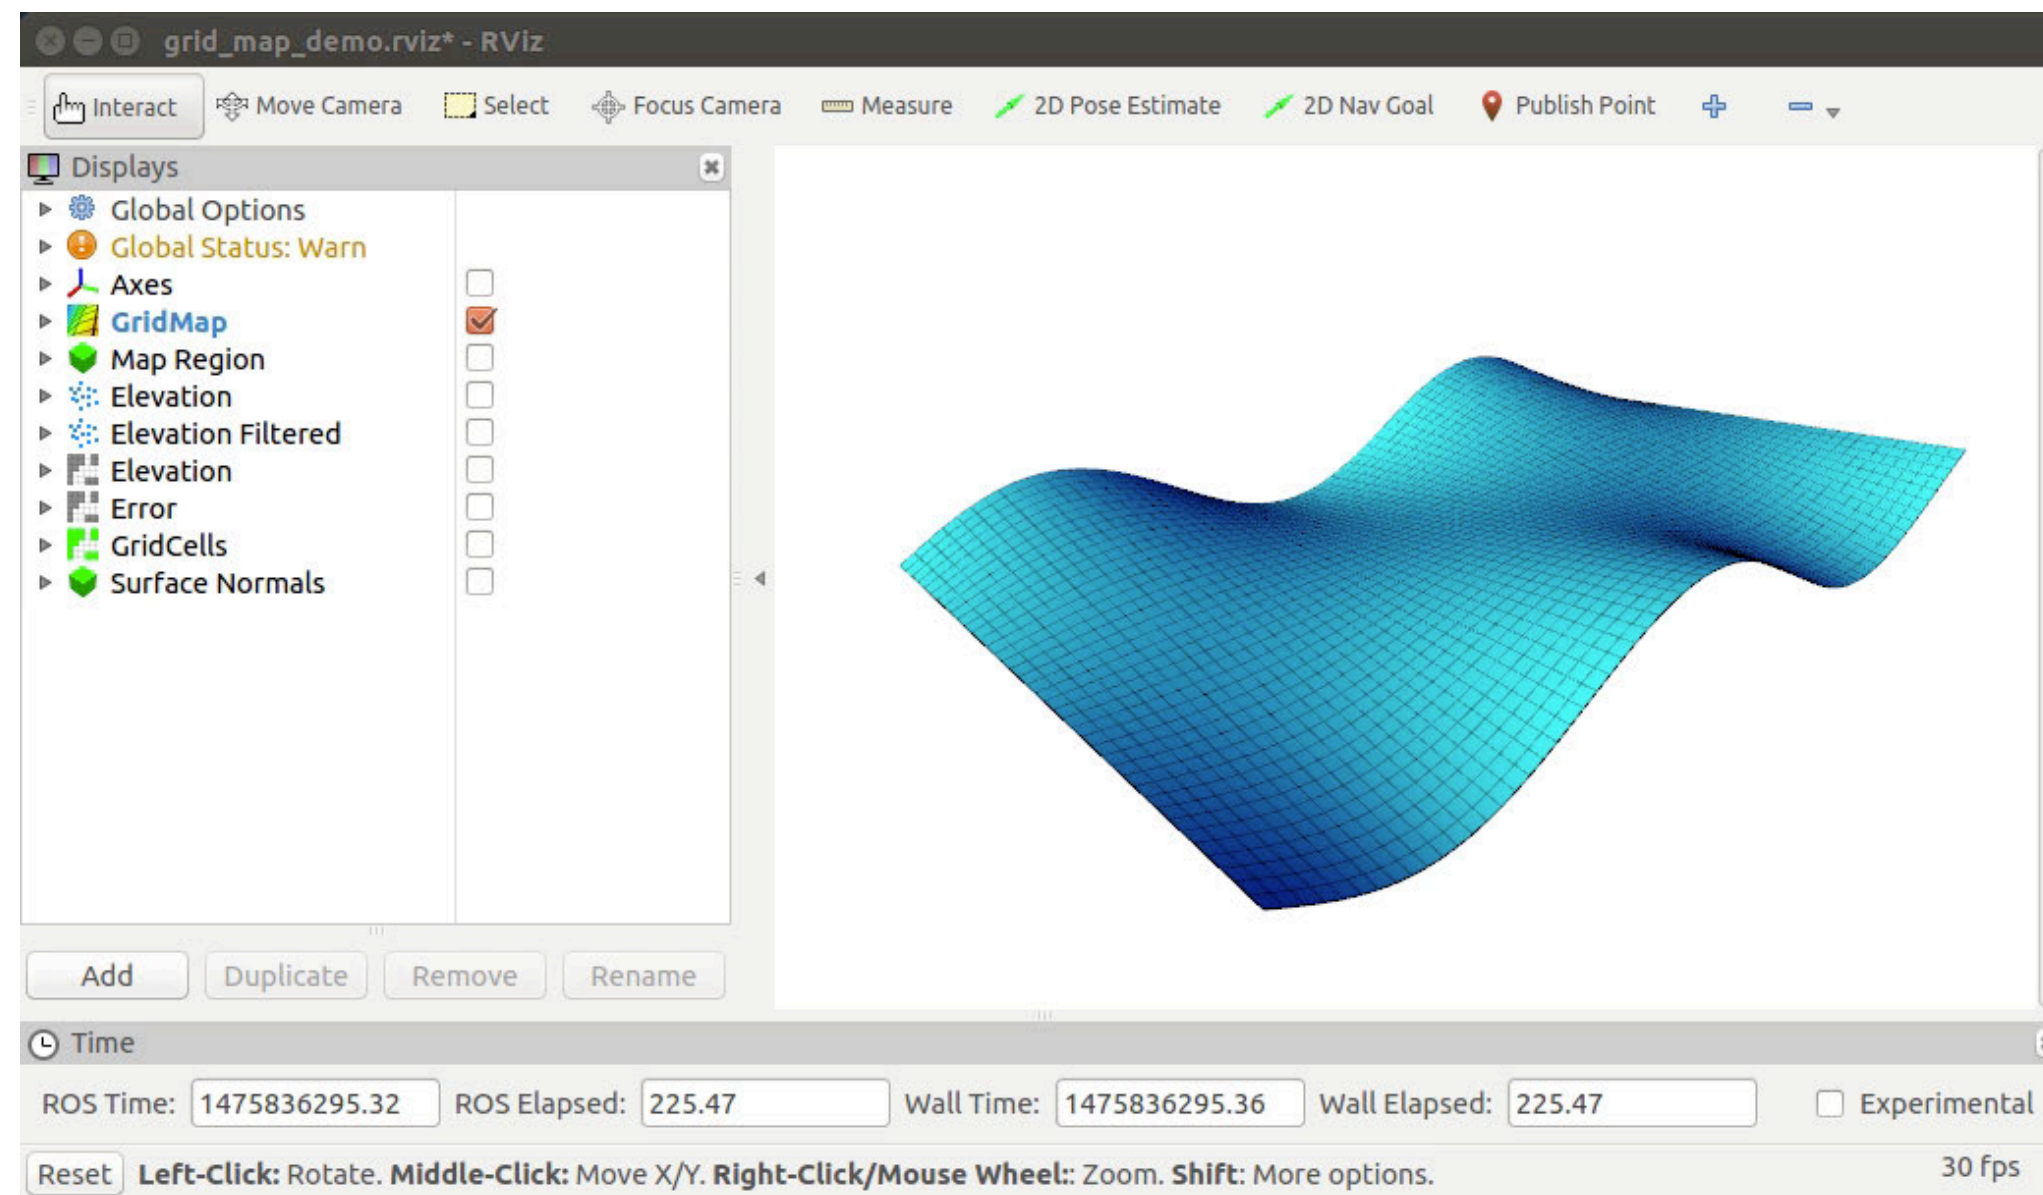 grid_map_demo.rviz* - RViz
Interact Move Camera Select Focus Camera Measure 2D Pose Estimate 2D Nav Goal Publish Point
Displays
Global Options
Global Status: Warn
Axes
GridMap
Map Region
Elevation
Elevation Filtered
Elevation
Error
GridCells
Surface Normals
Add Duplicate Remove Rename
Time
ROS Time: 1475836295.32 ROS Elapsed: 225.47 Wall Time: 1475836295.36 Wall Elapsed: 225.47 Experimental
Reset Left-Click: Rotate. Middle-Click: Move X/Y. Right-Click/Mouse Wheel:: Zoom. Shift: More options. 30 fps